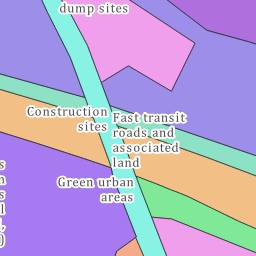 dump sites
Construction
sites
Fast transit
roads and
associated
land
Green urban
areas